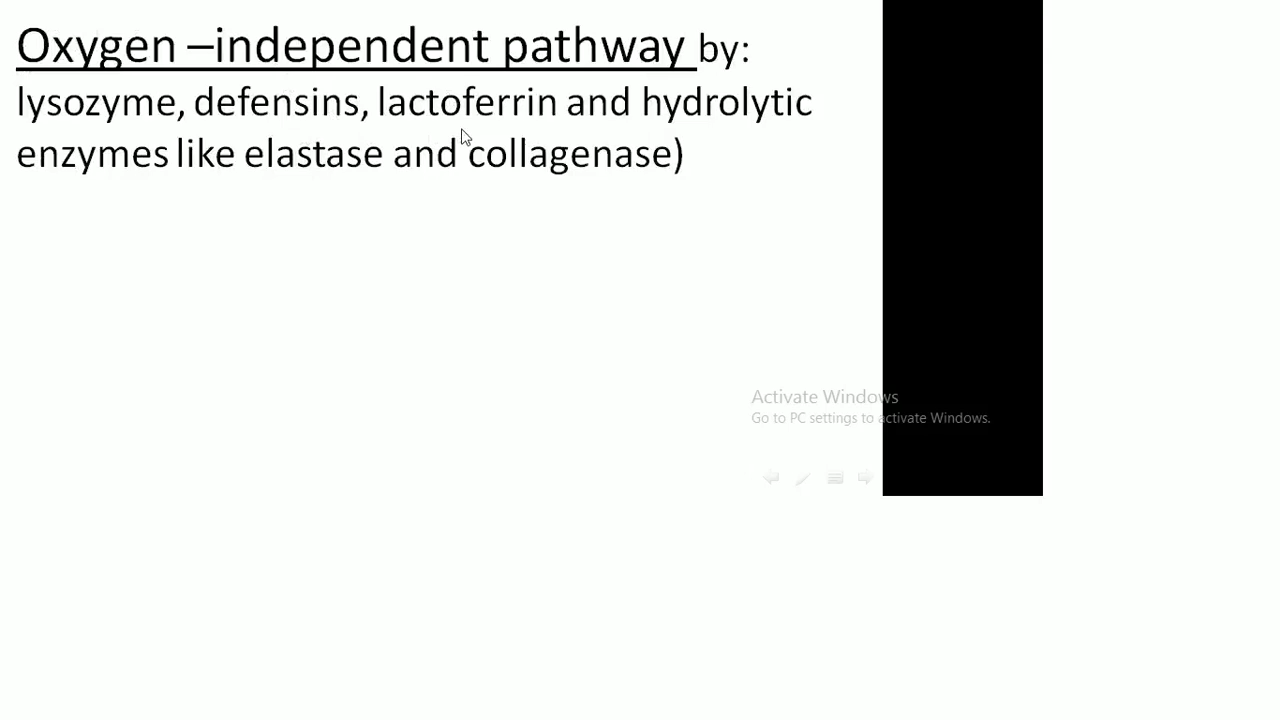 Oxygen –independent pathway by:
lysozyme, defensins, lactoferrin and hydrolytic
enzymes like elastase and collagenase)
Activate Windows
Go to PC settings to activate Windows.